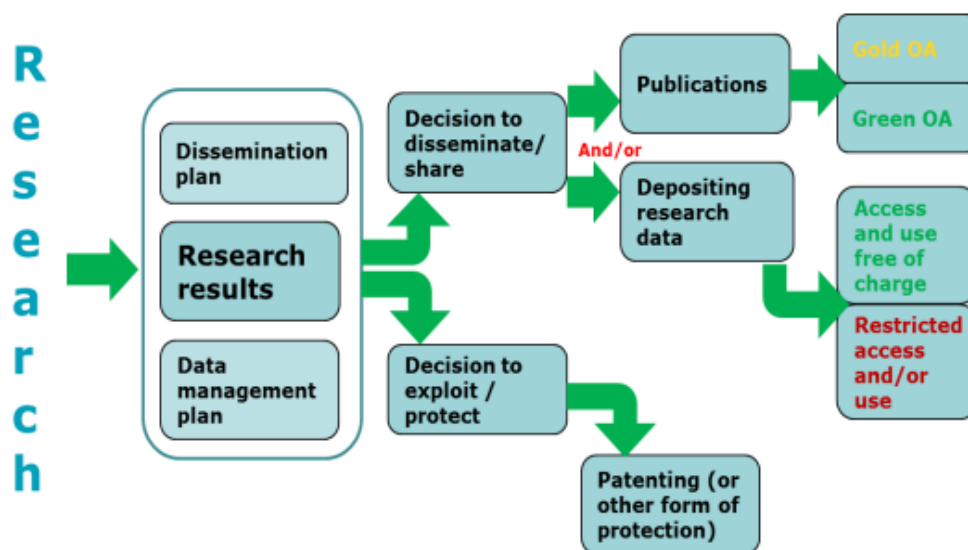 Research
Dissemination
plan
Research
results
Data
management
plan
Decision to
disseminate/
share
Decision to
exploit /
protect
And/or
Publications
Depositing
research
data
Patenting (or
other form of
protection)
Gold OA
Green OA
Access
and use
free of
charge
Restricted
access
and/or
use